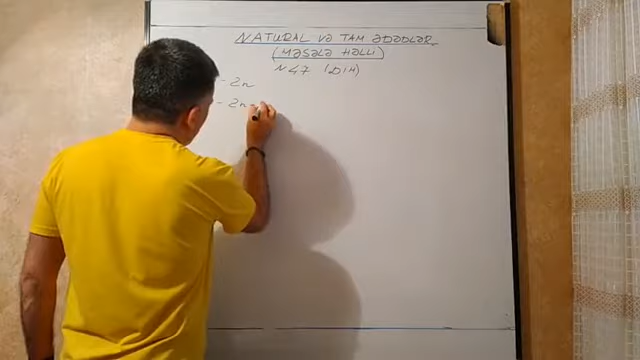 NATURAL Və TAM ƏDƏDLƏR
(MƏSƏLƏ HƏLLİ)
N47 (DİM)
- 2n
- 2n